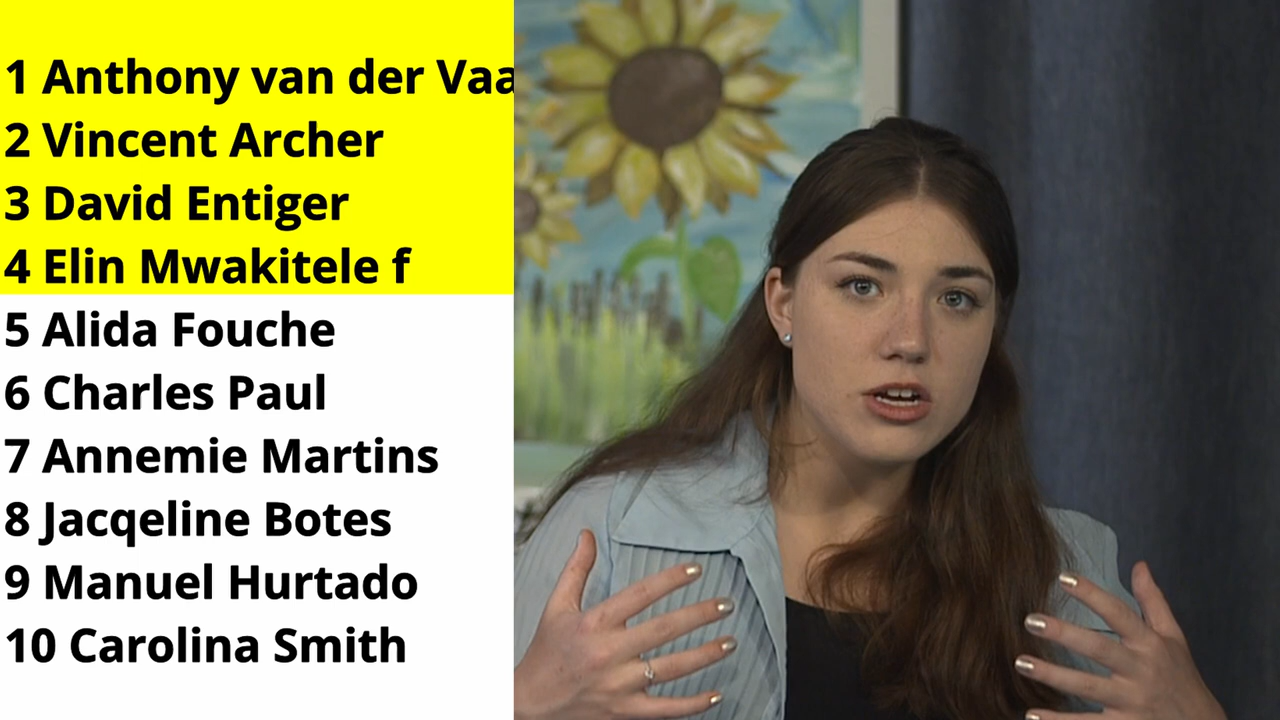 1 Anthony van der Vaa
2 Vincent Archer
3 David Entiger
4 Elin Mwakitele f
5 Alida Fouche
6 Charles Paul
7 Annemie Martins
8 Jacqeline Botes
9 Manuel Hurtado
10 Carolina Smith